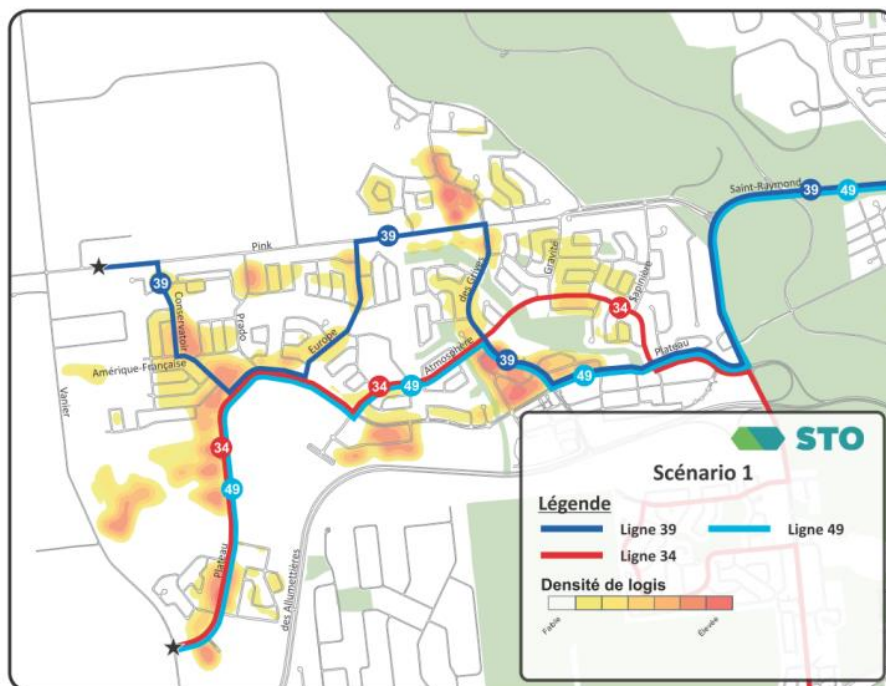 Saint-Raymond
39
49
39
Pink
39
Conservatoir
Prado
Europe
des Grives
Gravité
Sapinière
34
Atmosphère
Plateau
Amérique-Française
39
34
49
49
Vanier
34
49
Plateau
des Allumettières
STO
Scénario 1
Légende
Ligne 39
Ligne 49
Ligne 34
Densité de logis
Faible
Élevée